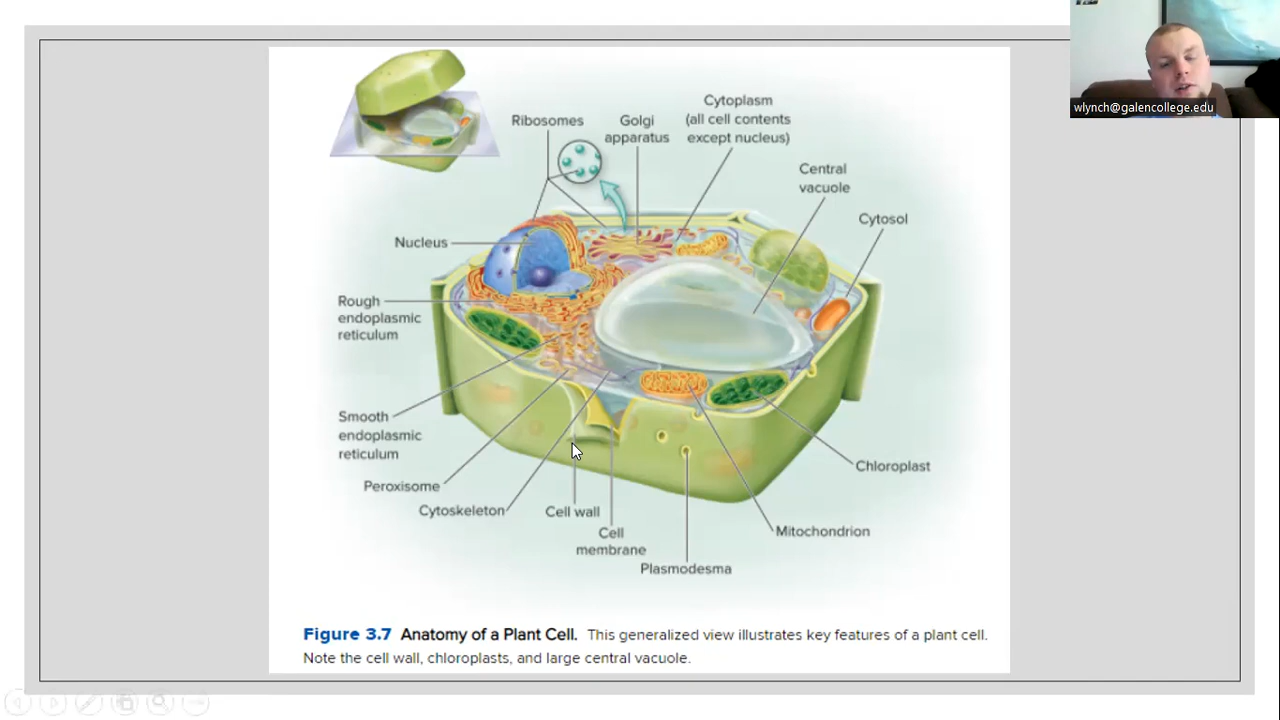 wlynch@galencollege.edu
Ribosomes
Golgi
apparatus
Cytoplasm
(all cell contents
except nucleus)
Central
vacuole
Cytosol
Nucleus
Rough
endoplasmic
reticulum
Smooth
endoplasmic
reticulum
Peroxisome
Cytoskeleton
Cell wall
Cell
membrane
Plasmodesma
Mitochondrion
Chloroplast
Figure 3.7 Anatomy of a Plant Cell. This generalized view illustrates key features of a plant cell.
Note the cell wall, chloroplasts, and large central vacuole.